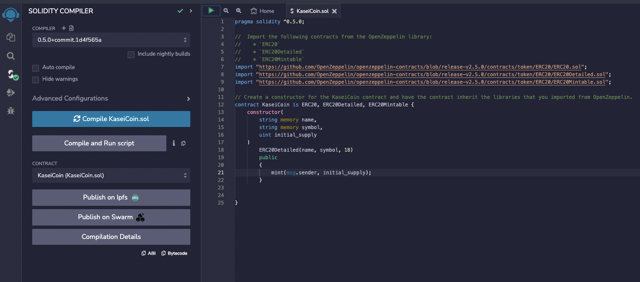 SOLIDITY COMPILER
COMPILER
0.5.0+commit.1d4f565a
Include nightly builds
Auto compile
Hide warnings
Advanced Configurations
Compile KaseiCoin.sol
Compile and Run script
CONTRACT
KaseiCoin (KaseiCoin.sol)
Publish on Ipfs
Publish on Swarm
Compilation Details
ABI
Bytecode
Home
KaseiCoin.sol
1 pragma solidity ^0.5.0;
2
3 //  Import the following contracts from the OpenZeppelin library:
4 //    * `ERC20`
5 //    * `ERC20Detailed`
6 //    * `ERC20Mintable`
7 import "https://github.com/OpenZeppelin/openzeppelin-contracts/blob/release-v2.5.0/contracts/token/ERC20/ERC20.sol";
8 import "https://github.com/OpenZeppelin/openzeppelin-contracts/blob/release-v2.5.0/contracts/token/ERC20/ERC20Detailed.sol";
9 import "https://github.com/OpenZeppelin/openzeppelin-contracts/blob/release-v2.5.0/contracts/token/ERC20/ERC20Mintable.sol";
10
11 // Create a constructor for the KaseiCoin contract and have the contract inherit the libraries that you imported from OpenZeppelin.
12 contract KaseiCoin is ERC20, ERC20Detailed, ERC20Mintable {
13 constructor(
14 string memory name,
15 string memory symbol,
16 uint initial_supply
17 )
18 ERC20Detailed(name, symbol, 18)
19 public
20 {
21 mint(msg.sender, initial_supply);
22 }
23
24
25 }